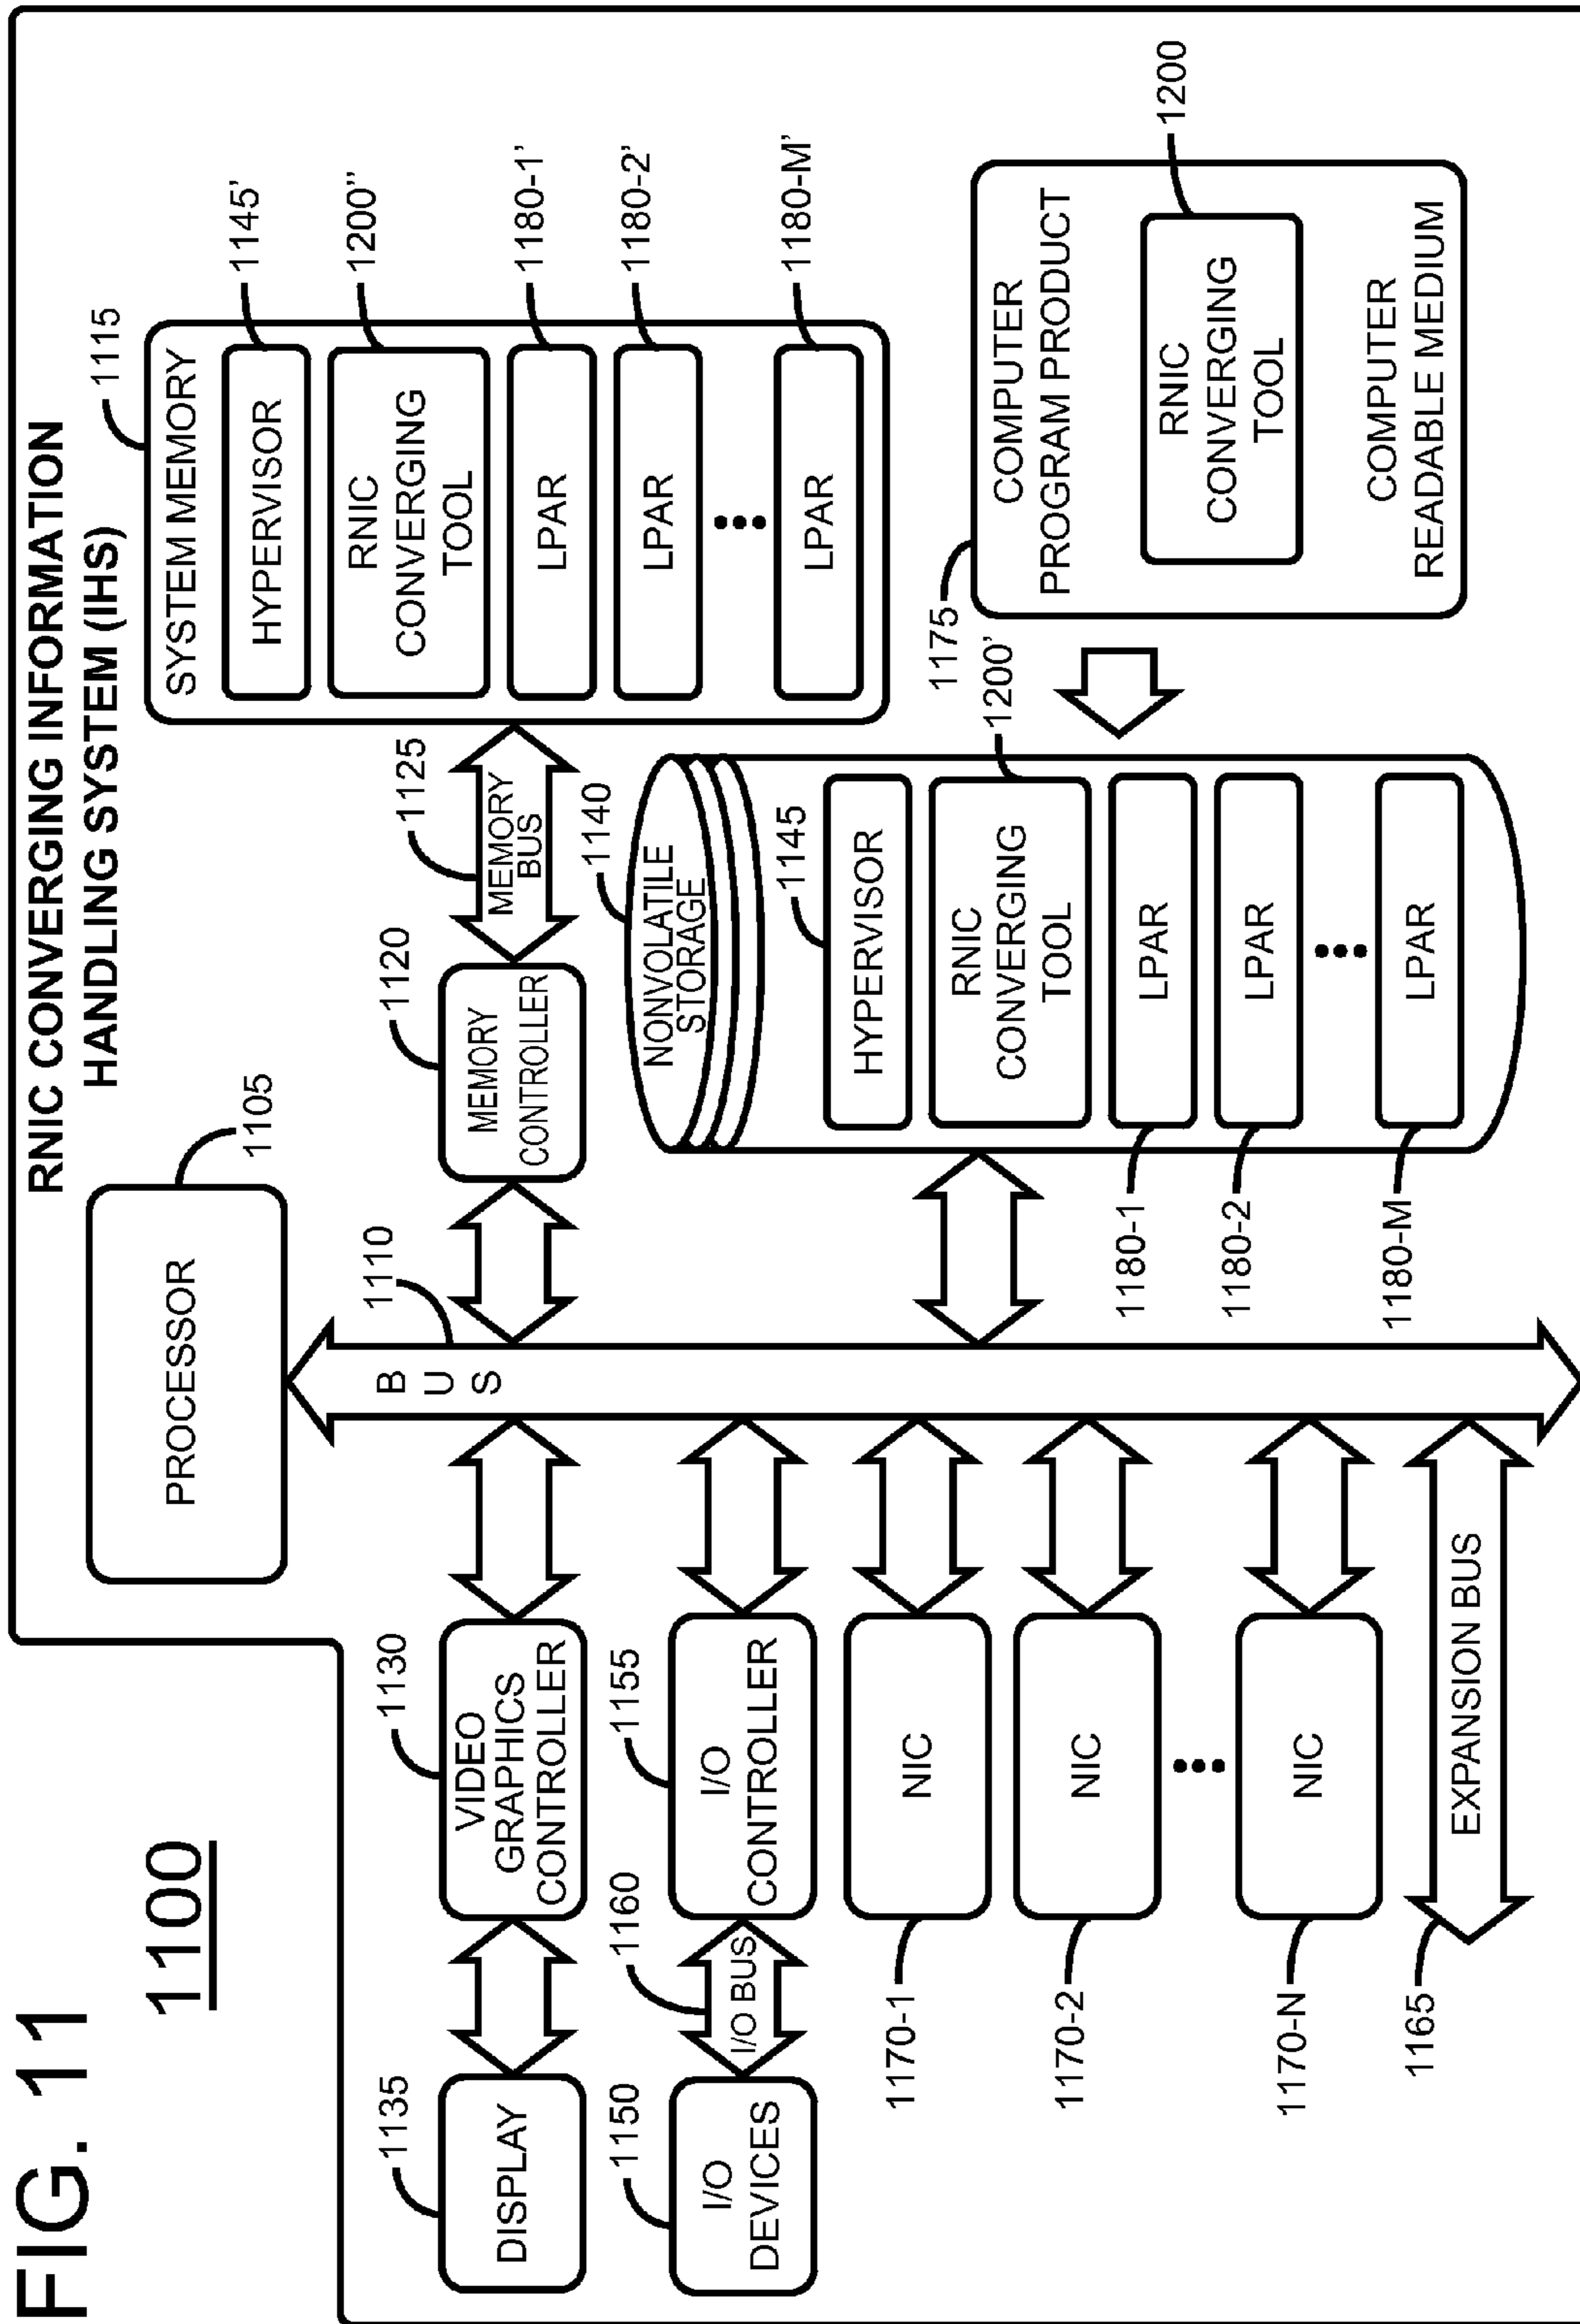 FIG. 11
1100
RNIC CONVERGING INFORMATION
HANDLING SYSTEM (IHS)
PROCESSOR
1105
1110
B
U
S
1135
DISPLAY
1130
VIDEO
GRAPHICS
CONTROLLER
1120
MEMORY
CONTROLLER
1125
MEMORY
BUS
1115
SYSTEM MEMORY
HYPERVISOR
1145'
RNIC
CONVERGING
TOOL
1200''
LPAR
1180-1'
LPAR
1180-2'
LPAR
1180-M'
1150
I/O
DEVICES
1160
I/O BUS
1155
I/O
CONTROLLER
1140
NONVOLATILE
STORAGE
1145
HYPERVISOR
RNIC
CONVERGING
TOOL
1200'
LPAR
1180-1
LPAR
1180-2
LPAR
1180-M
1175
COMPUTER
PROGRAM PRODUCT
RNIC
CONVERGING
TOOL
1200
COMPUTER
READABLE MEDIUM
NIC
1170-1
NIC
1170-2
NIC
1170-N
EXPANSION BUS
1165